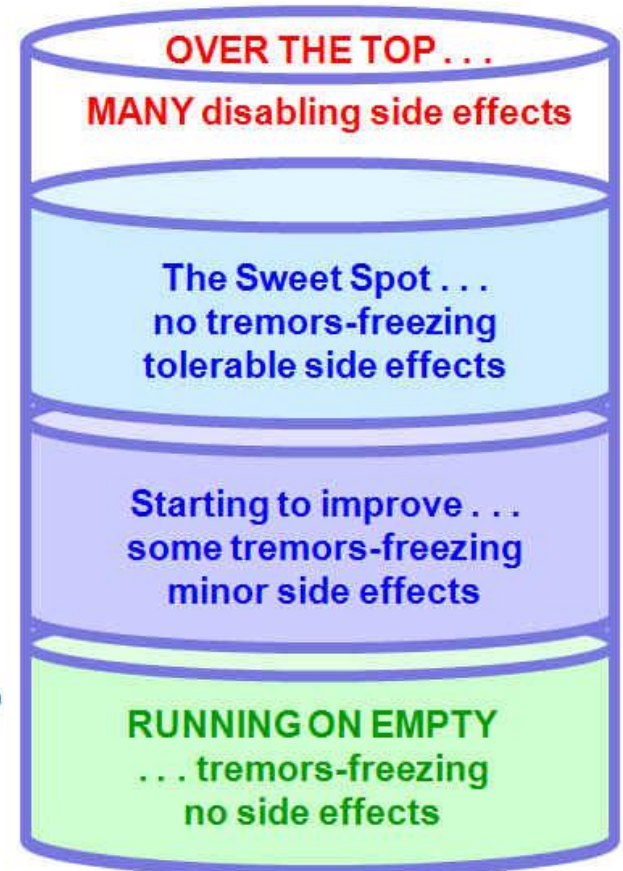 OVER THE TOP . . .
MANY disabling side effects
The Sweet Spot . . .
no tremors-freezing
tolerable side effects
Starting to improve . . .
some tremors-freezing
minor side effects
RUNNING ON EMPTY
. . . tremors-freezing
no side effects